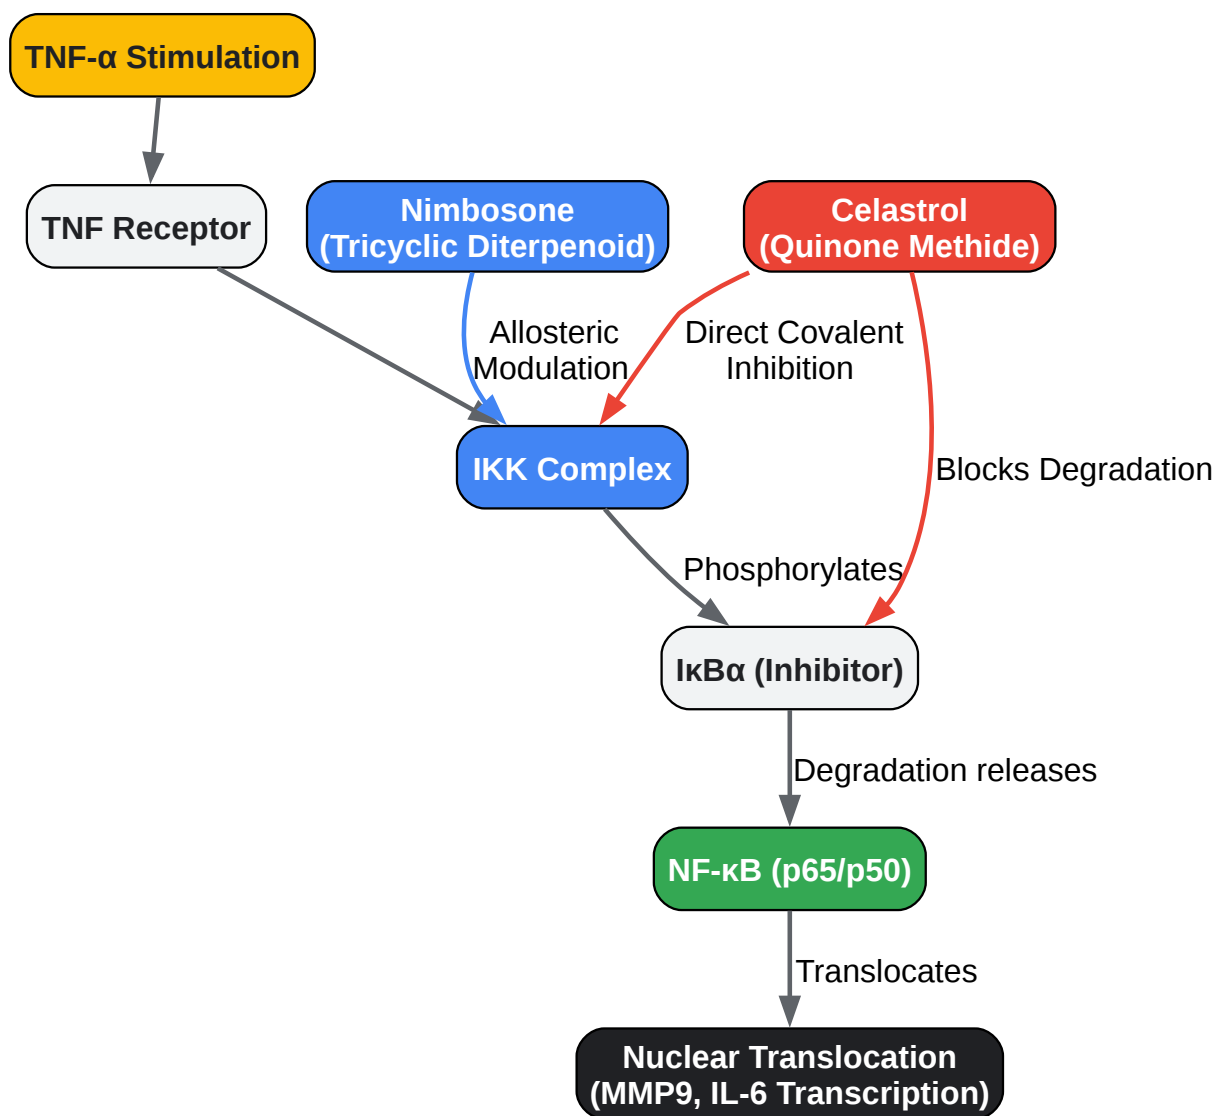 TNF-α Stimulation
TNF Receptor
Nimbosone
(Tricyclic Diterpenoid)
Celastrol
(Quinone Methide)
Allosteric
Modulation
Direct Covalent
Inhibition
IKK Complex
Blocks Degradation
Phosphorylates
IκBα (Inhibitor)
Degradation releases
NF-κB (p65/p50)
Translocates
Nuclear Translocation
(MMP9, IL-6 Transcription)